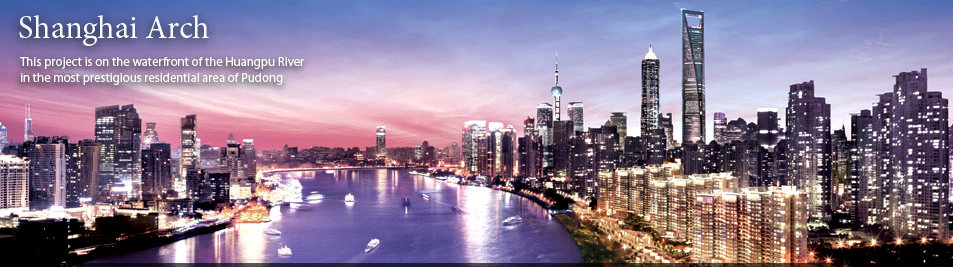 Shanghai Arch
This project is on the waterfront of the Huangpu River
in the most prestigious residential area of Pudong